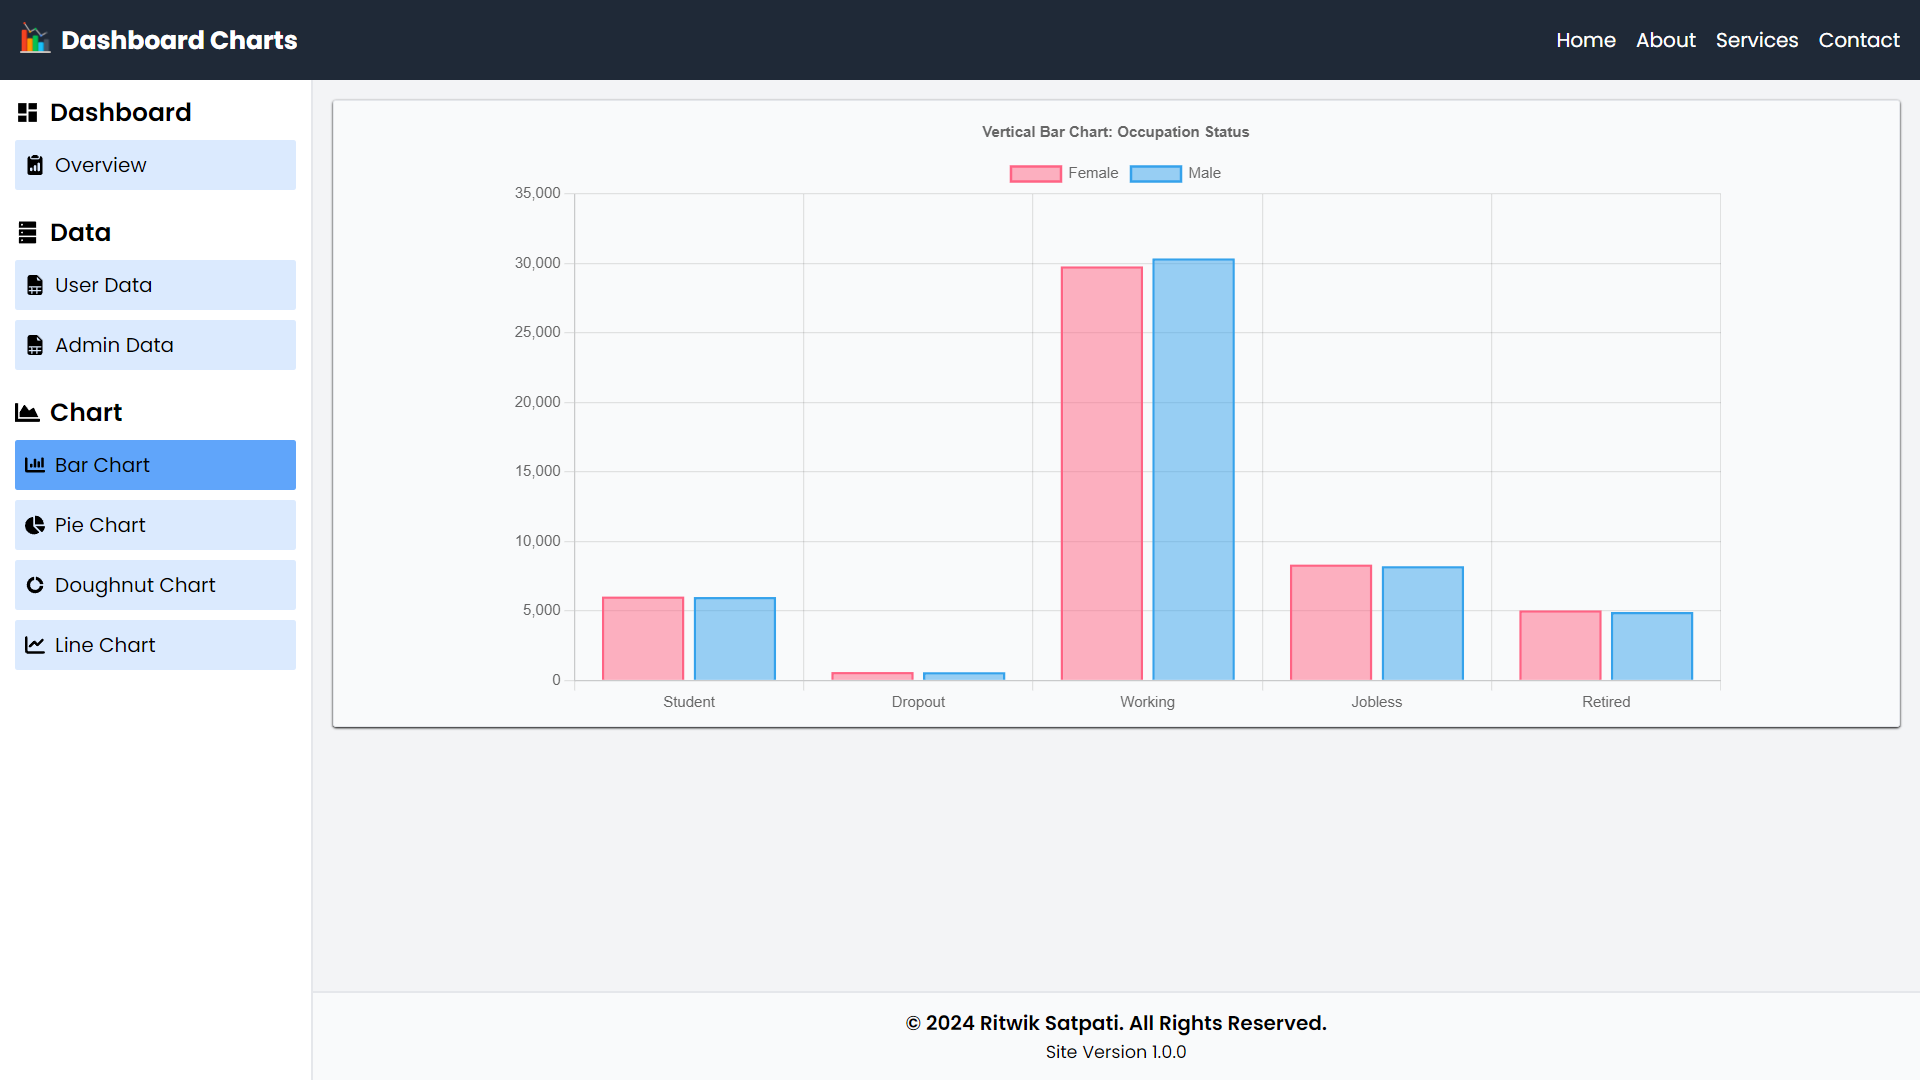 Dashboard Charts
Home About Services Contact
Dashboard
Overview
Data
User Data
Admin Data
Chart
Bar Chart
Pie Chart
Doughnut Chart
Line Chart
Vertical Bar Chart: Occupation Status
Female Male
35,000
30,000
25,000
20,000
15,000
10,000
5,000
0
Student Dropout Working Jobless Retired
© 2024 Ritwik Satpati. All Rights Reserved.
Site Version 1.0.0